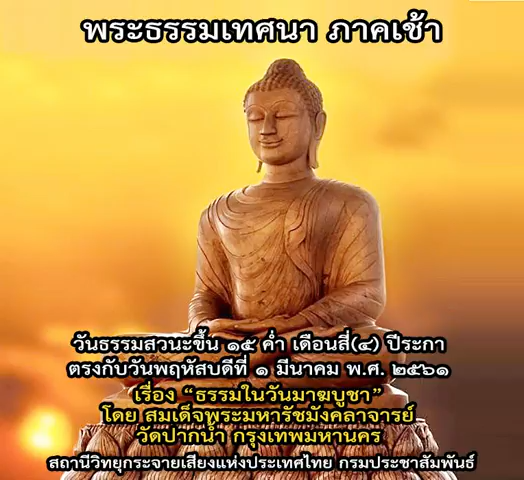 พระธรรมเทศนา ภาคเช้า
วันธรรมสวนะขึ้น ๑๕ ค่ำ เดือนสี่(๔) ปีระกา
ตรงกับวันพฤหัสบดีที่ ๑ มีนาคม พ.ศ. ๒๕๖๑
เรื่อง “ธรรมในวันมาฆบูชา”
โดย สมเด็จพระมหารัชมังคลาจารย์
วัดปากน้ำ กรุงเทพมหานคร
สถานีวิทยุกระจายเสียงแห่งประเทศไทย กรมประชาสัมพันธ์